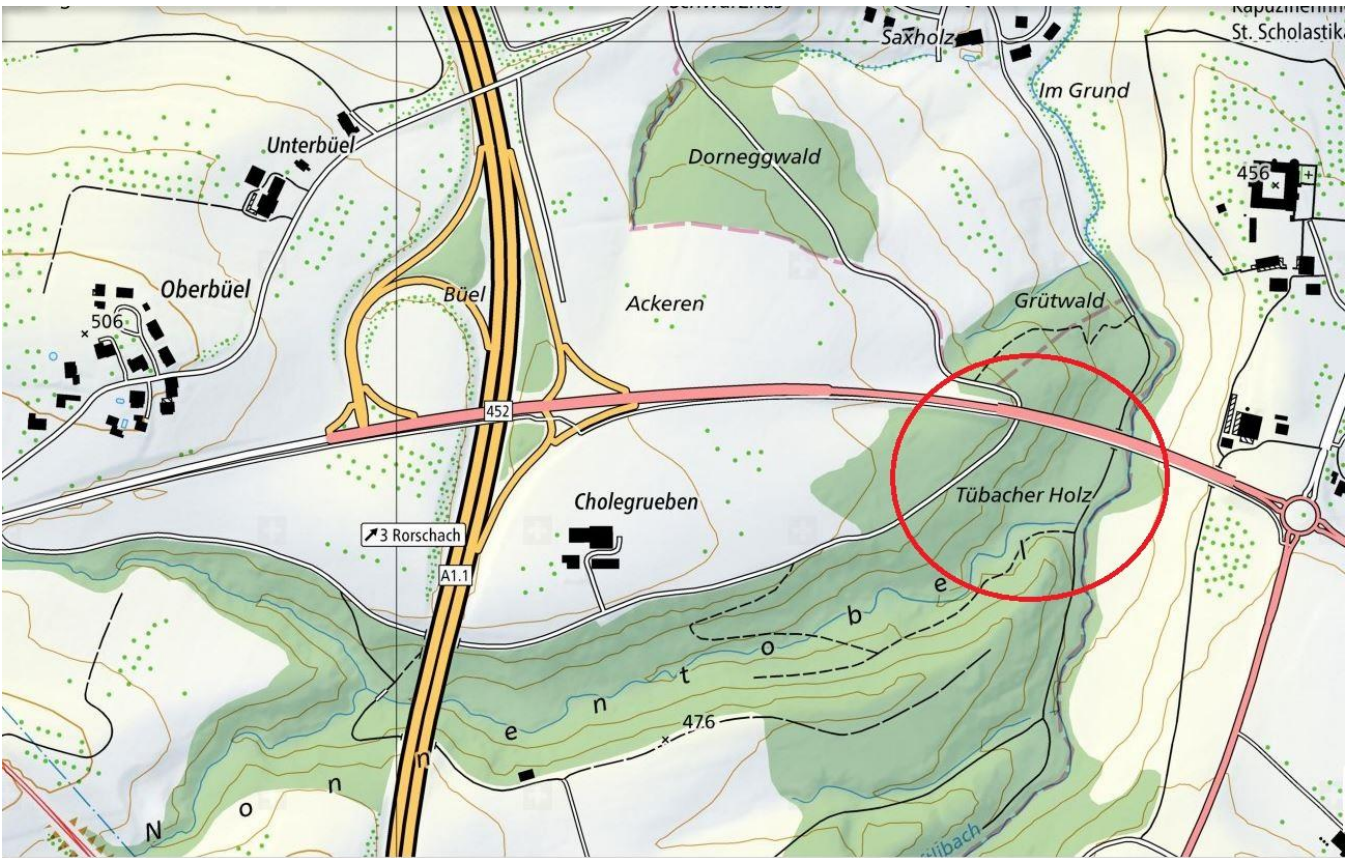 St. Scholastika
Saxholz
Im Grund
Unterbüel
Dorneggwald
456
Oberbüel
Büel
Ackeren
Grütwald
506
452
Cholegrueben
Tübacher Holz
3 Rorschach
A1.1
476
N o n n e n t o b e l